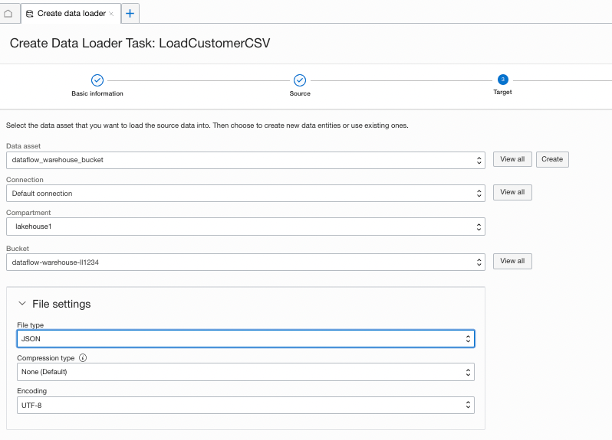 Create data loader
Create Data Loader Task: LoadCustomerCSV
Basic information
Source
3
Target
Select the data asset that you want to load the source data into. Then choose to create new data entities or use existing ones.
Data asset
dataflow_warehouse_bucket
View all
Create
Connection
Default connection
View all
Compartment
lakehouse1
Bucket
dataflow-warehouse-ll1234
View all
File settings
File type
JSON
Compression type
None (Default)
Encoding
UTF-8